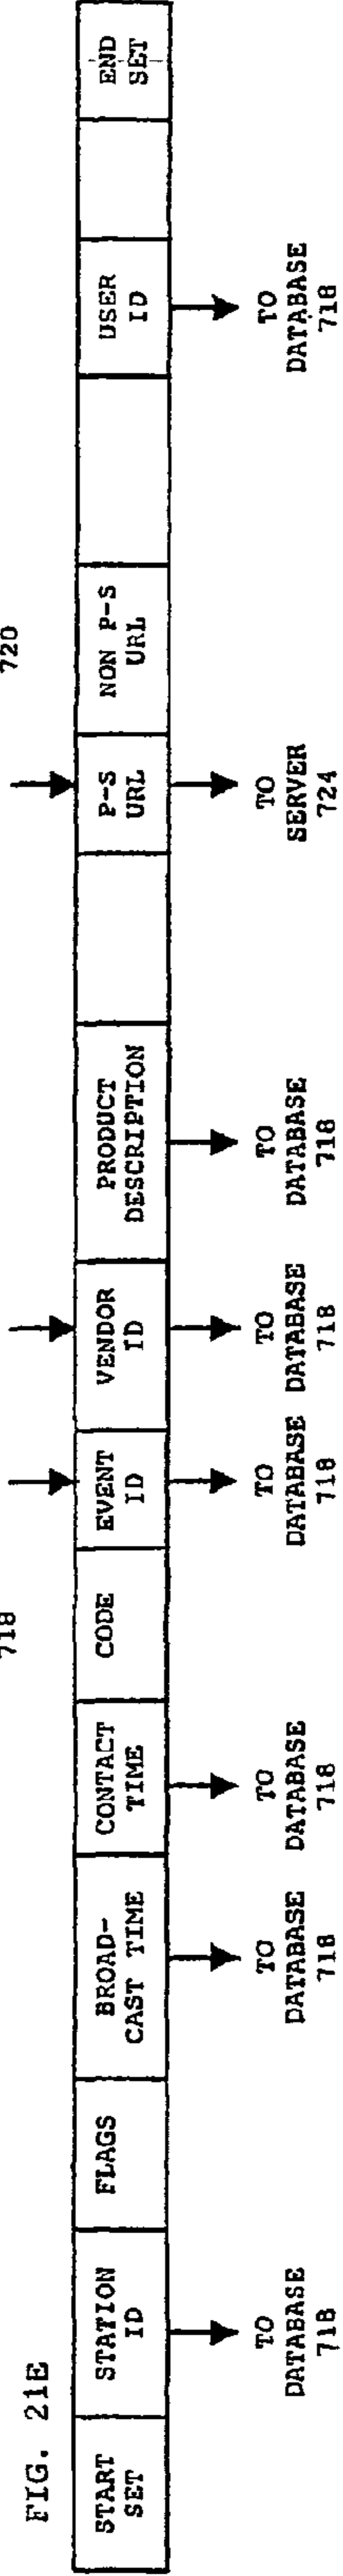 FIG. 21E
718
720
START
SET
STATION
ID
FLAGS
BROAD-
CAST TIME
CONTACT
TIME
CODE
EVENT
ID
VENDOR
ID
PRODUCT
DESCRIPTION
P-S
URL
NON P-S
URL
USER
ID
END
SET
TO
DATABASE
718
TO
DATABASE
718
TO
DATABASE
718
TO
DATABASE
718
TO
DATABASE
718
TO
DATABASE
718
TO
SERVER
724
TO
DATABASE
718